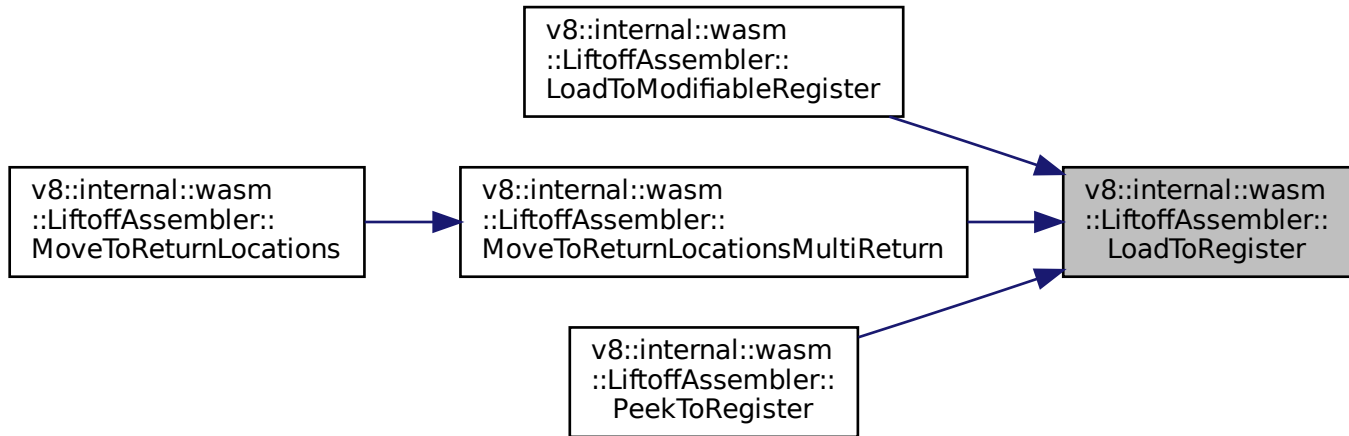 v8::internal::wasm
::LiftoffAssembler::
LoadToModifiableRegister
v8::internal::wasm
::LiftoffAssembler::
MoveToReturnLocations
v8::internal::wasm
::LiftoffAssembler::
MoveToReturnLocationsMultiReturn
v8::internal::wasm
::LiftoffAssembler::
LoadToRegister
v8::internal::wasm
::LiftoffAssembler::
PeekToRegister